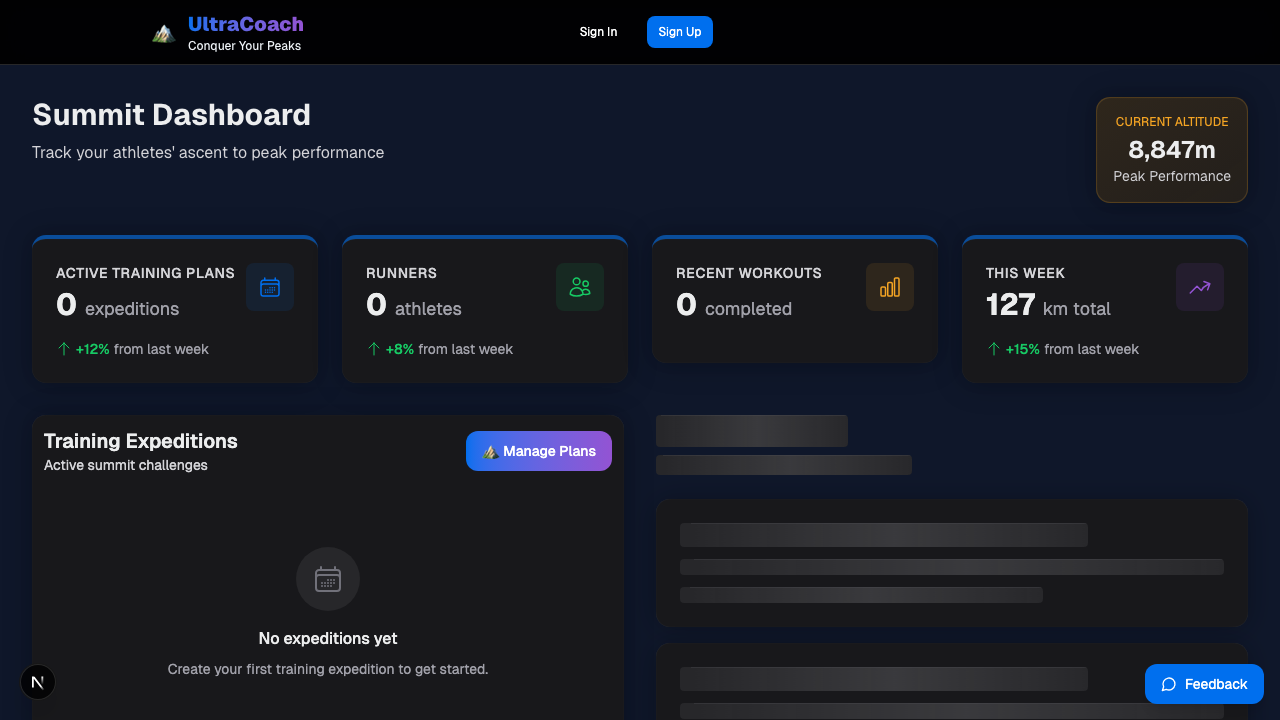 UltraCoach
Conquer Your Peaks
Sign In
Sign Up
Summit Dashboard
Track your athletes' ascent to peak performance
CURRENT ALTITUDE
8,847m
Peak Performance
ACTIVE TRAINING PLANS
0 expeditions
+12% from last week
RUNNERS
0 athletes
+8% from last week
RECENT WORKOUTS
0 completed
THIS WEEK
127 km total
+15% from last week
Training Expeditions
Active summit challenges
Manage Plans
No expeditions yet
Create your first training expedition to get started.
N
Feedback